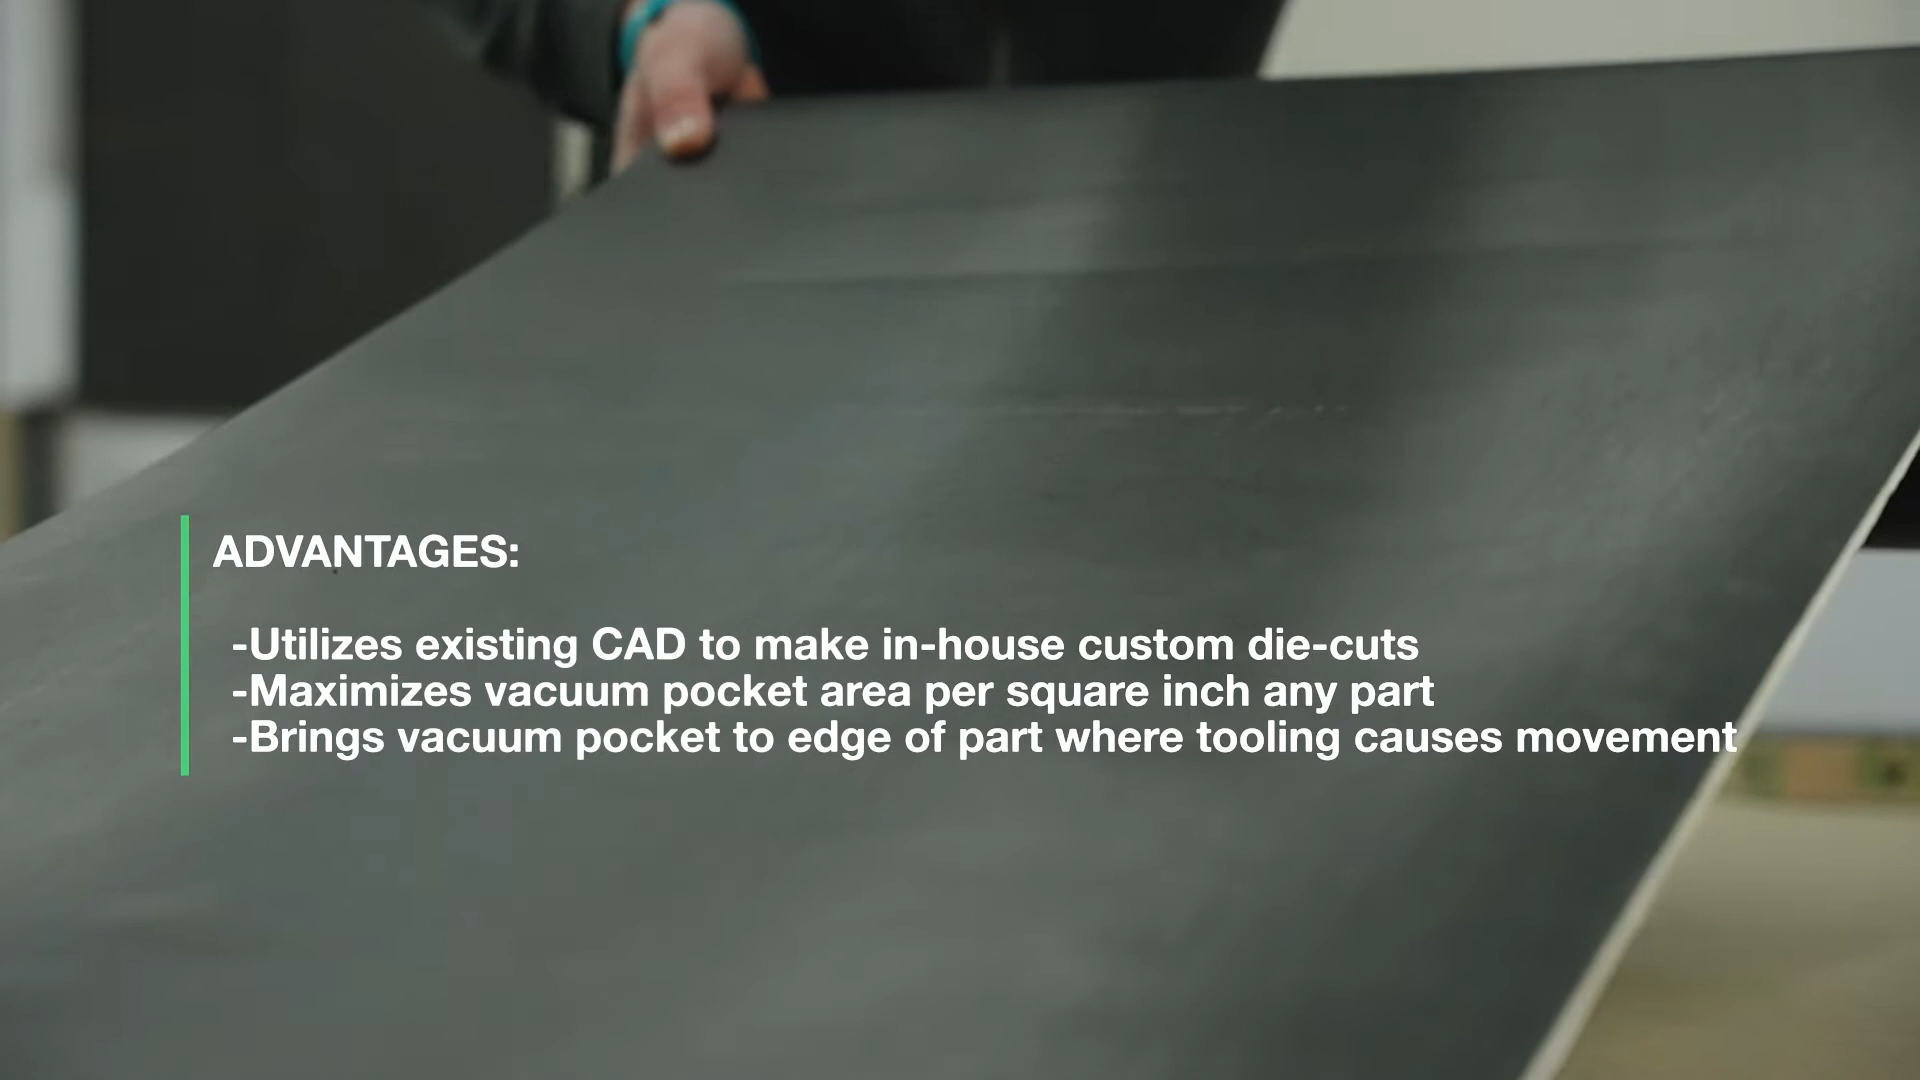 ADVANTAGES:
-Utilizes existing CAD to make in-house custom die-cuts
-Maximizes vacuum pocket area per square inch any part
-Brings vacuum pocket to edge of part where tooling causes movement